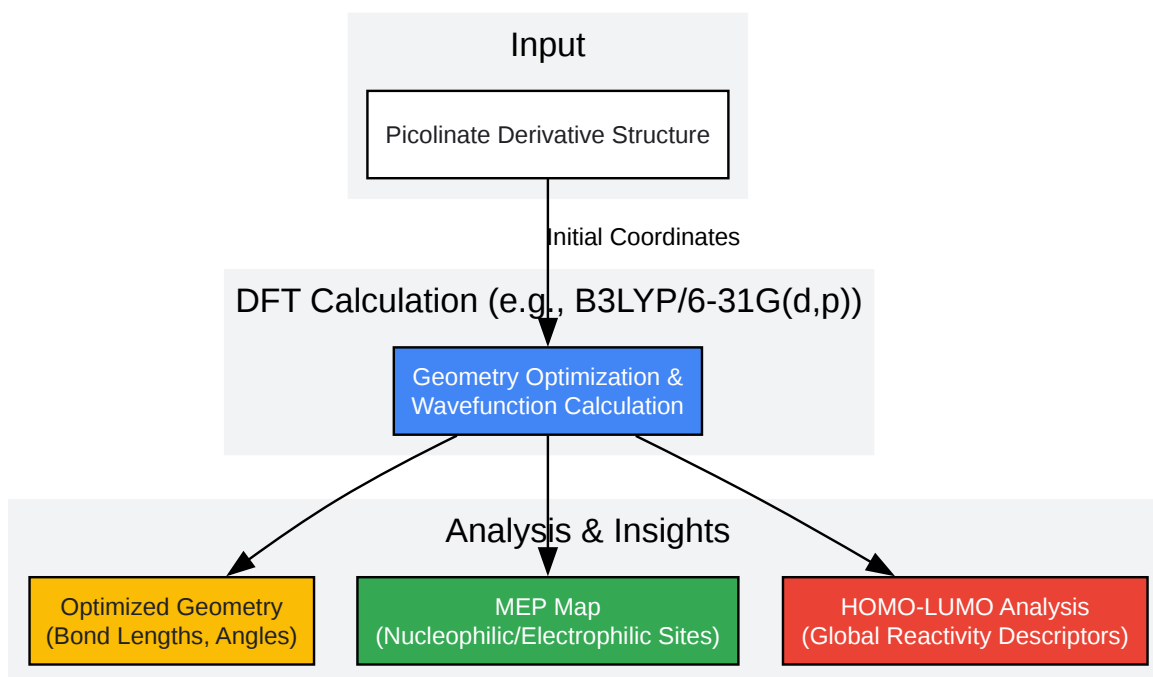 Input
Picolinate Derivative Structure
Initial Coordinates
DFT Calculation (e.g., B3LYP/6-31G(d,p))
Geometry Optimization &
Wavefunction Calculation
Analysis & Insights
Optimized Geometry
(Bond Lengths, Angles)
MEP Map
(Nucleophilic/Electrophilic Sites)
HOMO-LUMO Analysis
(Global Reactivity Descriptors)